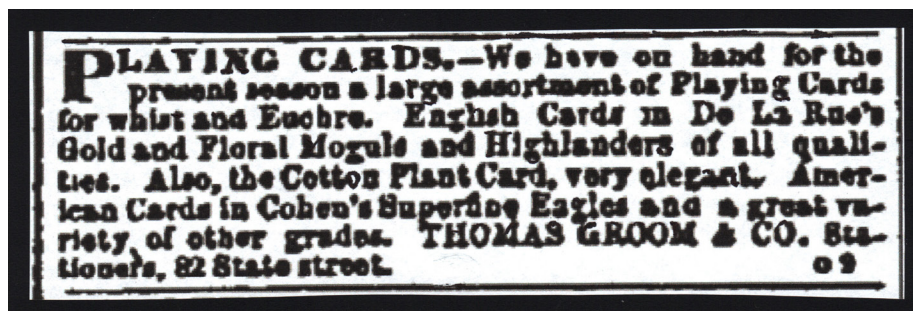 PLAYING CARDS.—We have on hand for the
present season a large assortment of Playing Cards
for whist and Euchre. English Cards in De La Rue's
Gold and Floral Moguls and Highlanders of all quali-
ties. Also, the Cotton Plant Card, very elegant. Amer-
ican Cards in Cohen's Superfine Eagles and a great va-
riety of other grades. THOMAS GROOM & CO. Sta-
tioners, 82 State street. o 9